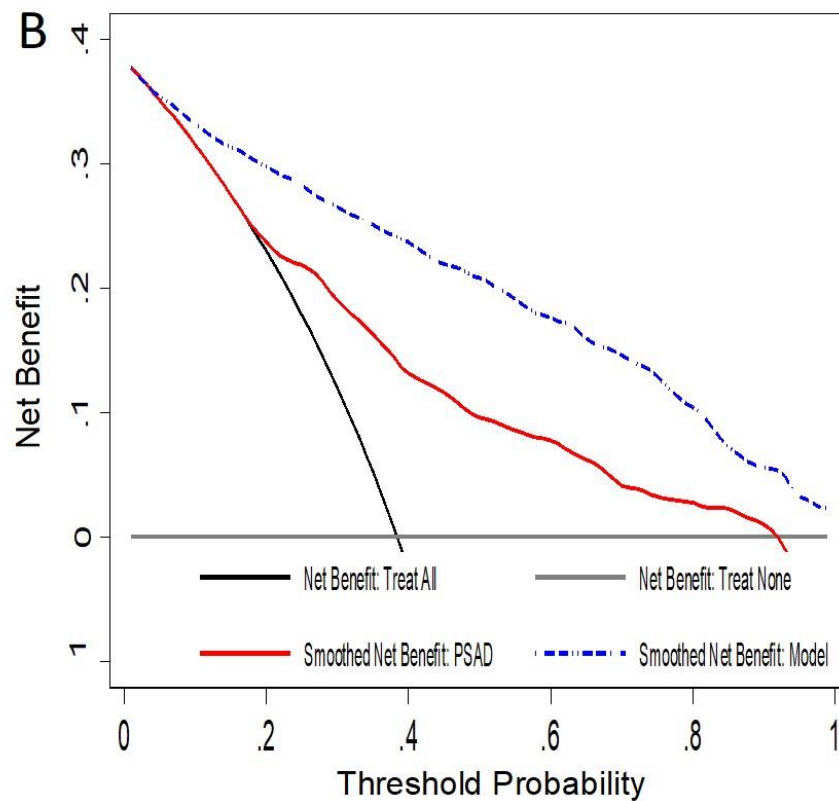 B
.4
.3
.2
.1
0
1
Net Benefit
Net Benefit: Treat All
Net Benefit: Treat None
Smoothed Net Benefit: PSAD
Smoothed Net Benefit: Model
0 .2 .4 .6 .8 1
Threshold Probability